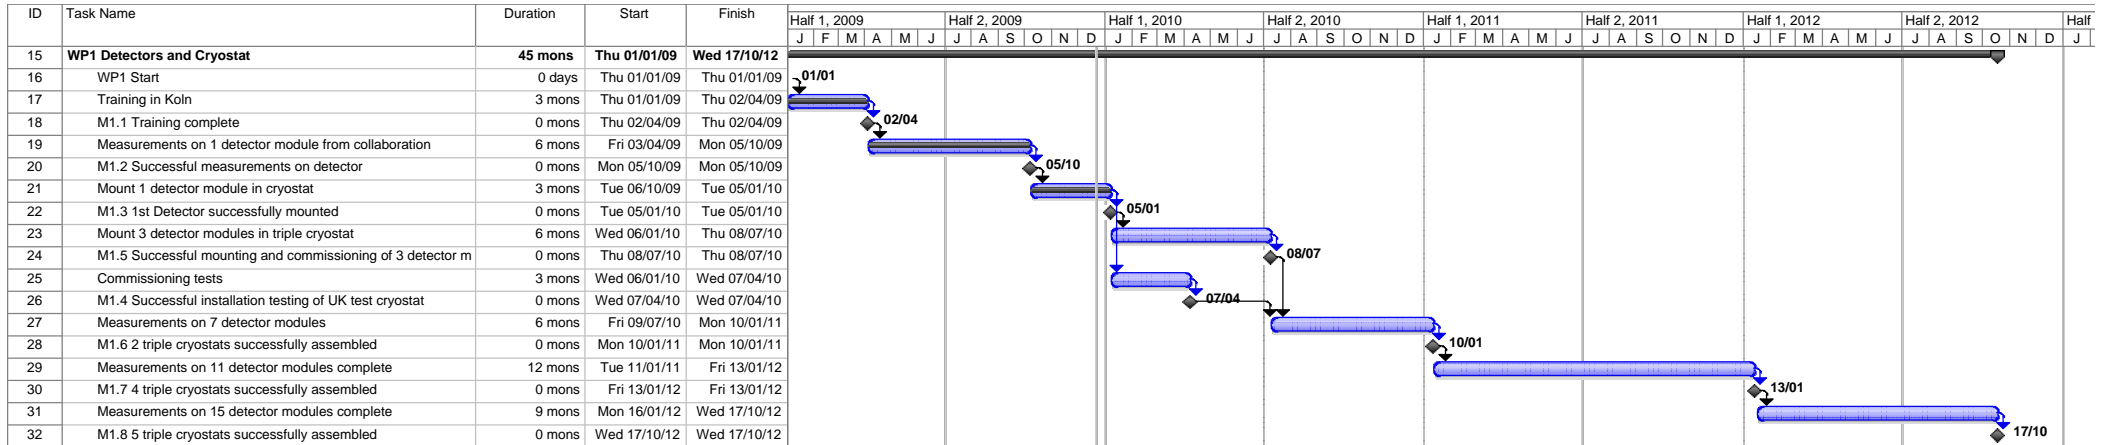 ID Task Name Duration Start Finish Half 1, 2009 Half 2, 2009 Half 1, 2010 Half 2, 2010 Half 1, 2011 Half 2, 2011 Half 1, 2012 Half 2, 2012 Half
J F M A M J J A S O N D J F M A M J J A S O N D J F M A M J J A S O N D J F M A M J J A S O N D J
15 WP1 Detectors and Cryostat 45 mons Thu 01/01/09 Wed 17/10/12
16 WP1 Start 0 days Thu 01/01/09 Thu 01/01/09 01/01
17 Training in Koln 3 mons Thu 01/01/09 Thu 02/04/09
18 M1.1 Training complete 0 mons Thu 02/04/09 Thu 02/04/09 02/04
19 Measurements on 1 detector module from collaboration 6 mons Fri 03/04/09 Mon 05/10/09
20 M1.2 Successful measurements on detector 0 mons Mon 05/10/09 Mon 05/10/09 05/10
21 Mount 1 detector module in cryostat 3 mons Tue 06/10/09 Tue 05/01/10
22 M1.3 1st Detector successfully mounted 0 mons Tue 05/01/10 Tue 05/01/10 05/01
23 Mount 3 detector modules in triple cryostat 6 mons Wed 06/01/10 Thu 08/07/10
24 M1.5 Successful mounting and commissioning of 3 detector m 0 mons Thu 08/07/10 Thu 08/07/10 08/07
25 Commissioning tests 3 mons Wed 06/01/10 Wed 07/04/10
26 M1.4 Successful installation testing of UK test cryostat 0 mons Wed 07/04/10 Wed 07/04/10 07/04
27 Measurements on 7 detector modules 6 mons Fri 09/07/10 Mon 10/01/11
28 M1.6 2 triple cryostats successfully assembled 0 mons Mon 10/01/11 Mon 10/01/11 10/01
29 Measurements on 11 detector modules complete 12 mons Tue 11/01/11 Fri 13/01/12
30 M1.7 4 triple cryostats successfully assembled 0 mons Fri 13/01/12 Fri 13/01/12 13/01
31 Measurements on 15 detector modules complete 9 mons Mon 16/01/12 Wed 17/10/12
32 M1.8 5 triple cryostats successfully assembled 0 mons Wed 17/10/12 Wed 17/10/12 17/10